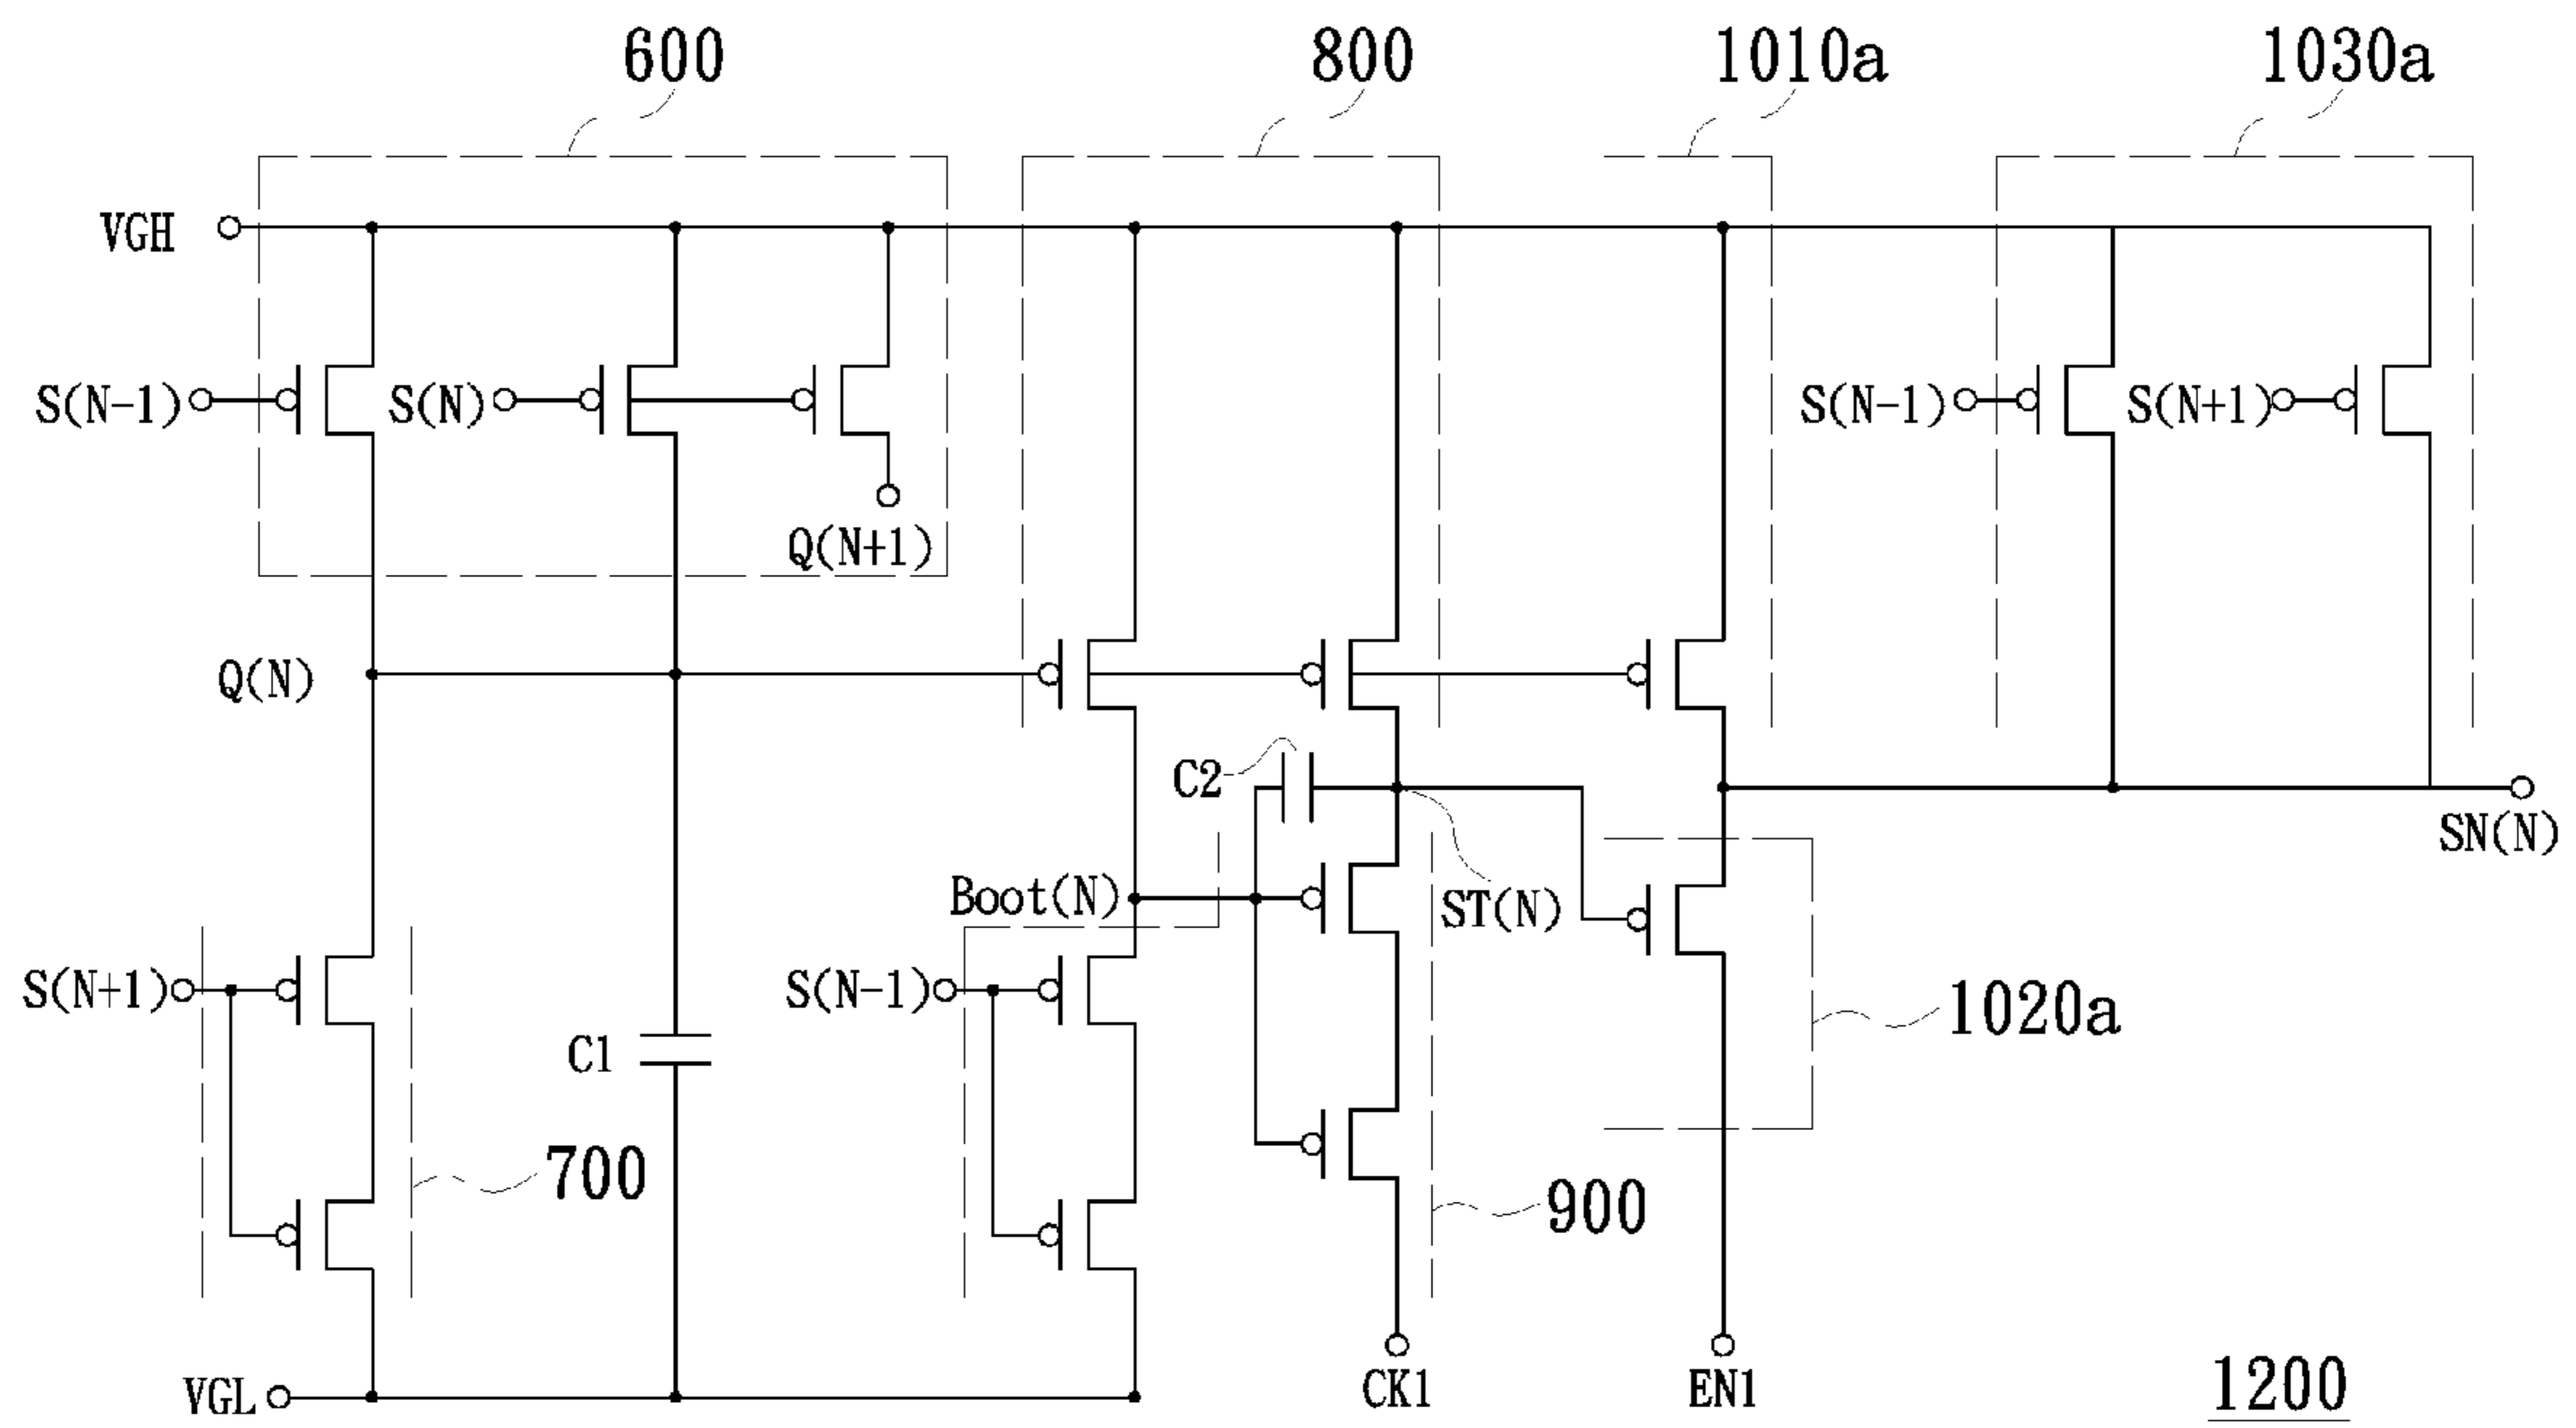 600
800
1010a
1030a
VGH
S(N-1)
S(N)
S(N-1)
S(N+1)
Q(N+1)
Q(N)
C2
SN(N)
Boot(N)
ST(N)
S(N+1)
S(N-1)
1020a
C1
700
900
VGL
CK1
EN1
1200